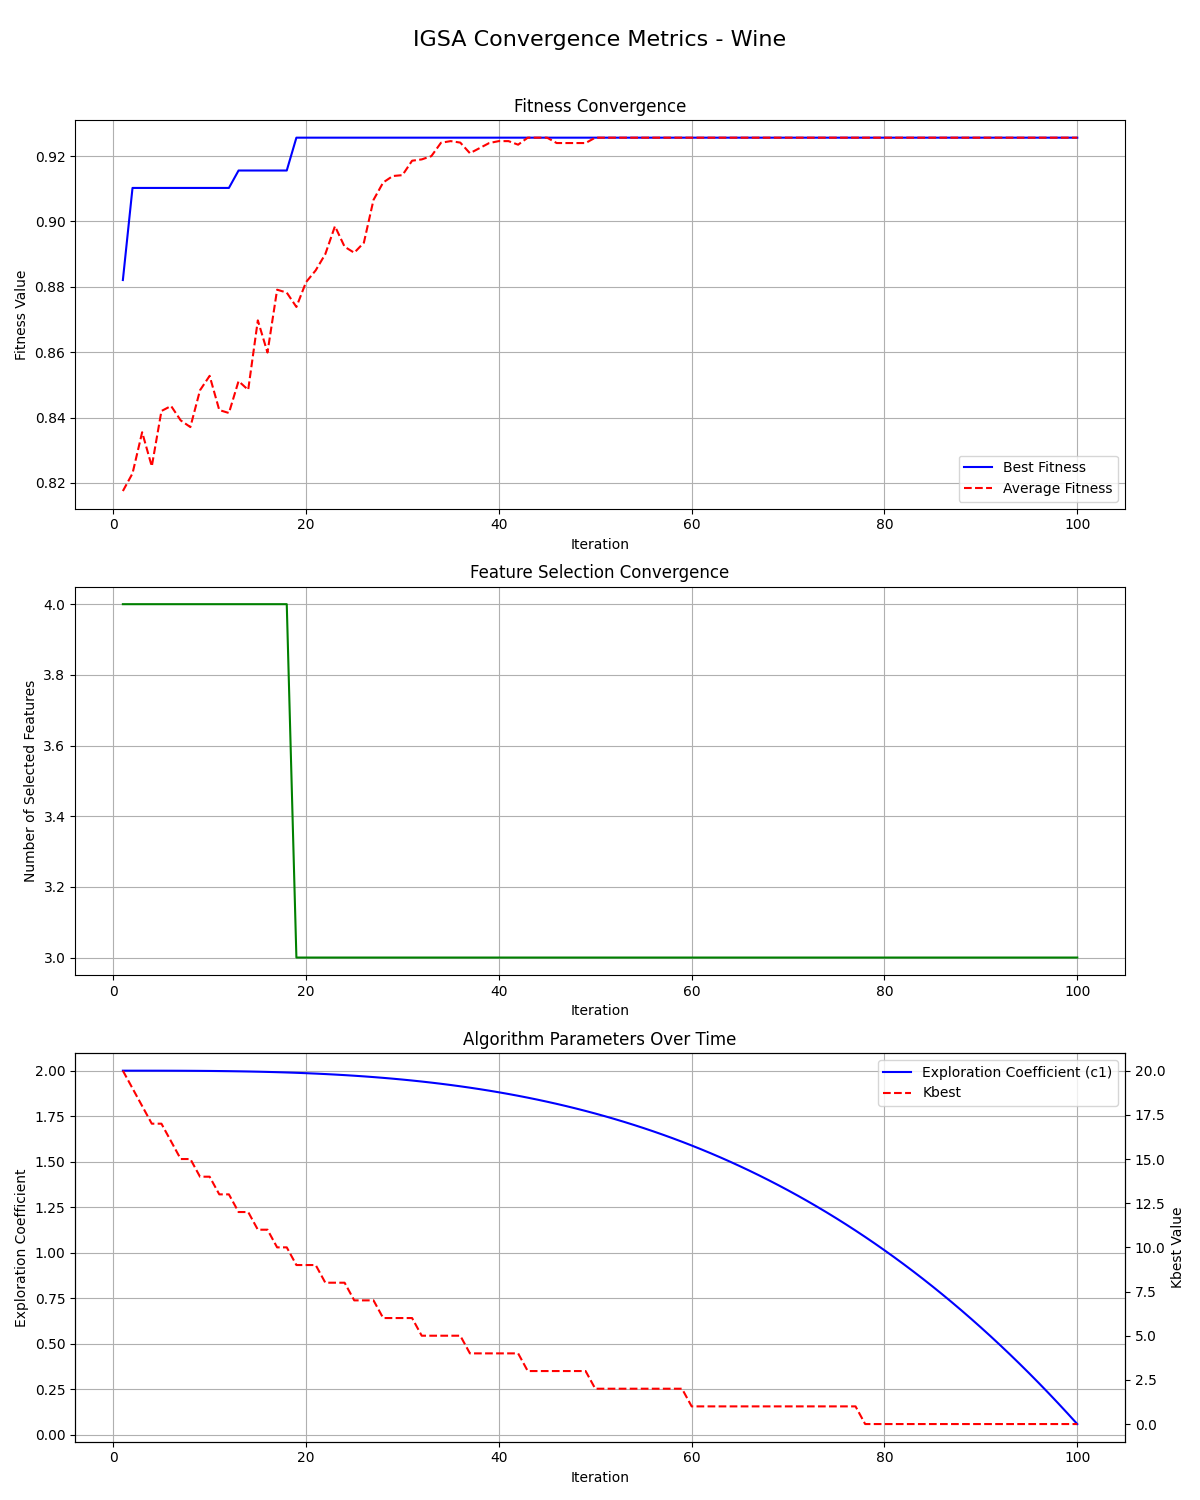 IGSA Convergence Metrics - Wine
Fitness Convergence
Fitness Value
0.92
0.90
0.88
0.86
0.84
0.82
Best Fitness
Average Fitness
0 20 40 60 80 100
Iteration
Feature Selection Convergence
Number of Selected Features
4.0
3.8
3.6
3.4
3.2
3.0
0 20 40 60 80 100
Iteration
Algorithm Parameters Over Time
Exploration Coefficient
2.00
1.75
1.50
1.25
1.00
0.75
0.50
0.25
0.00
Exploration Coefficient (c1)
Kbest
20.0
17.5
15.0
12.5
10.0
7.5
5.0
2.5
0.0
Kbest Value
0 20 40 60 80 100
Iteration